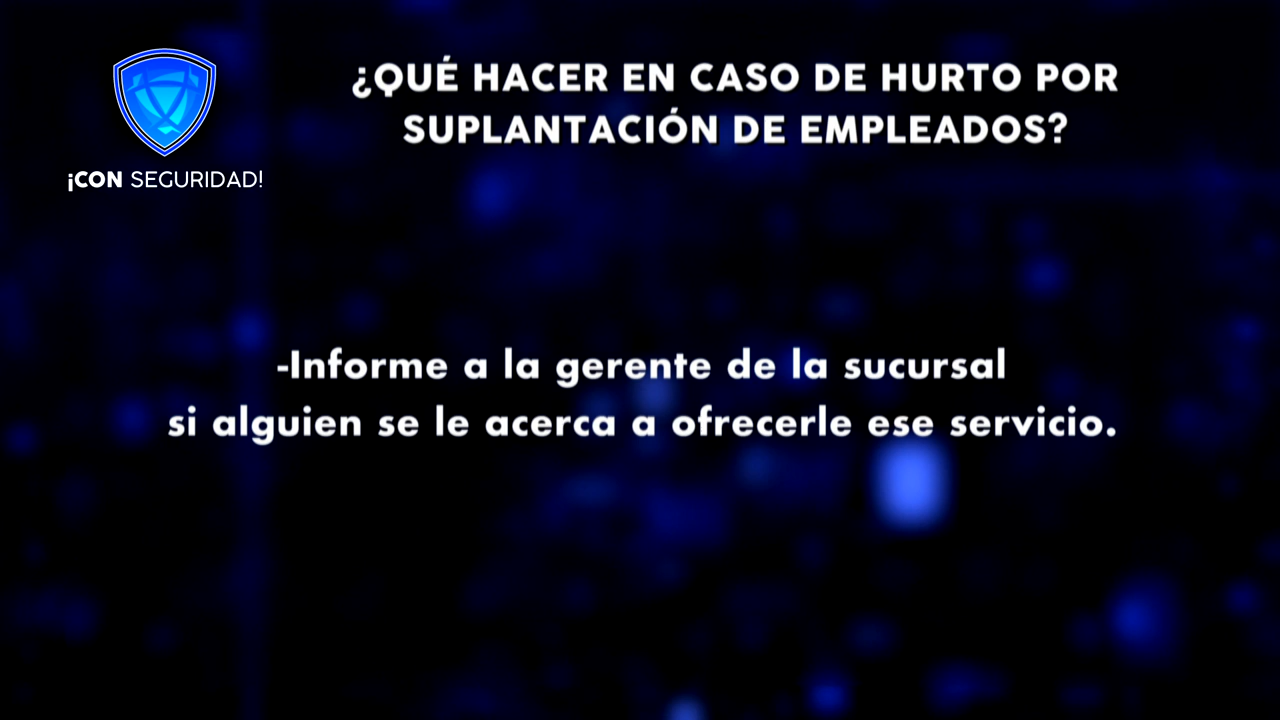 ¿QUÉ HACER EN CASO DE HURTO POR
SUPLANTACIÓN DE EMPLEADOS?
¡CON SEGURIDAD!
-Informe a la gerente de la sucursal
si alguien se le acerca a ofrecerle ese servicio.